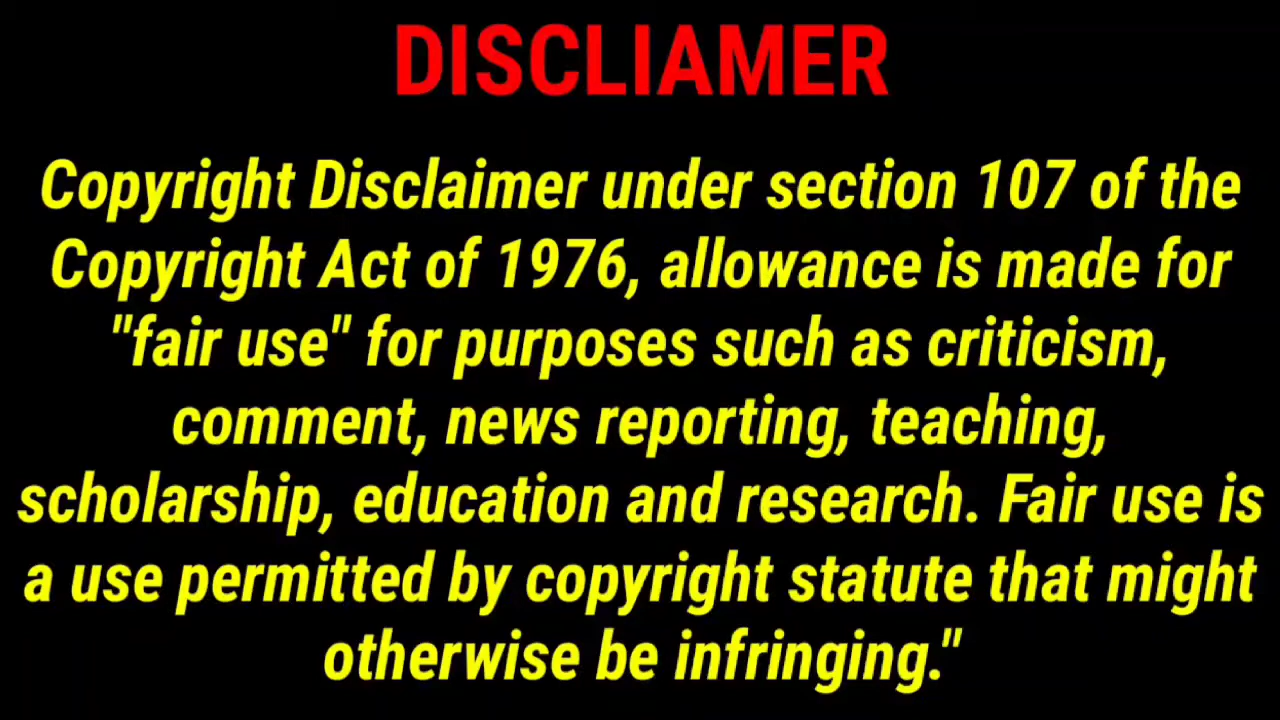 DISCLIAMER
Copyright Disclaimer under section 107 of the
Copyright Act of 1976, allowance is made for
"fair use" for purposes such as criticism,
comment, news reporting, teaching,
scholarship, education and research. Fair use is
a use permitted by copyright statute that might
otherwise be infringing."